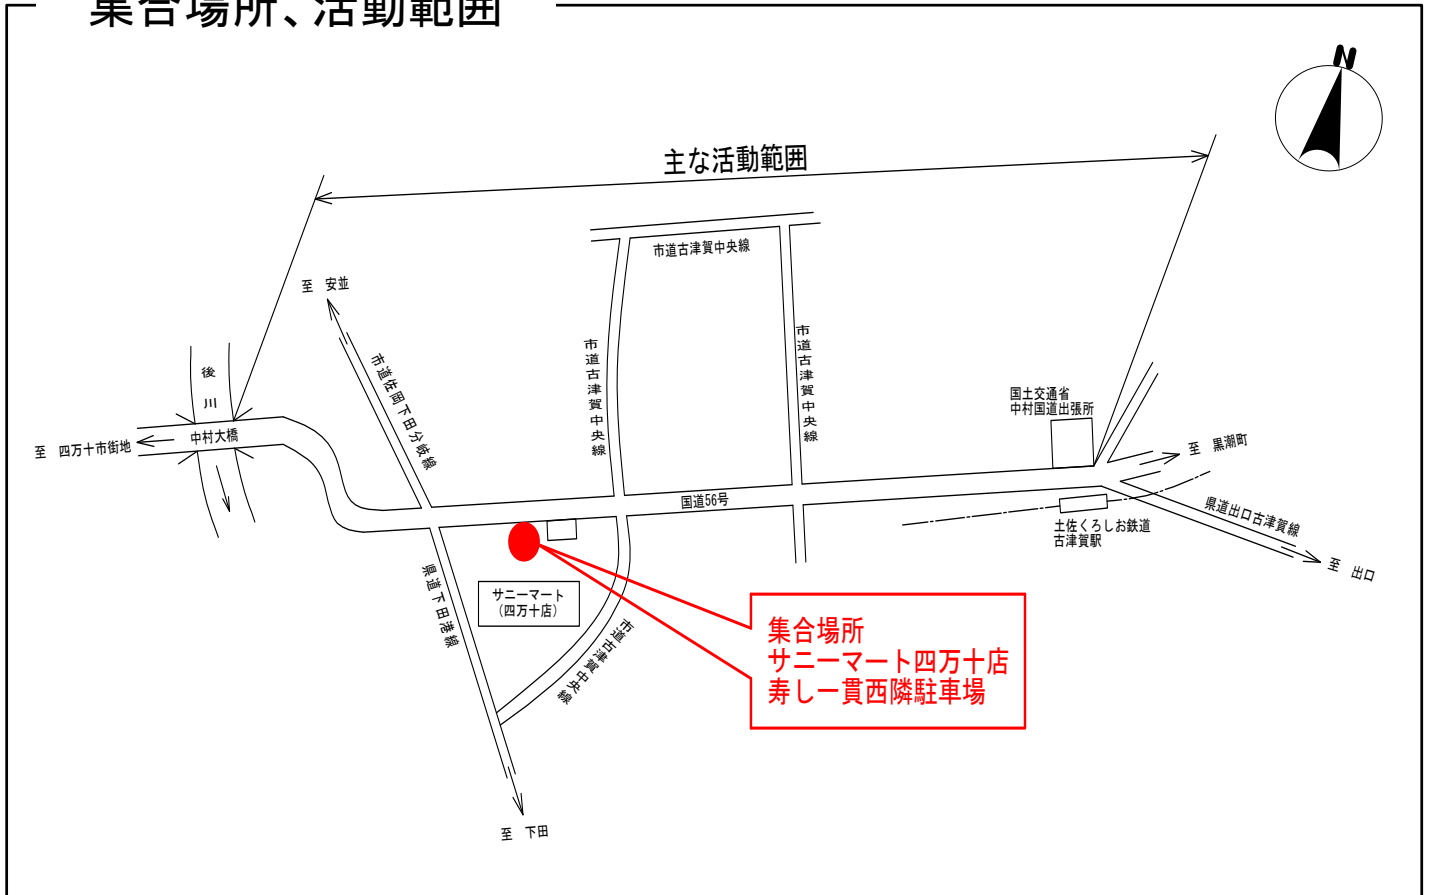 集合場所、活動範囲
N
主な活動範囲
市道古津賀中央線
至　安並
市道佐岡下田分岐線
市道古津賀中央線
市道古津賀中央線
後川
中村大橋
至　四万十市街地
国土交通省
中村国道出張所
至　黒潮町
国道56号
県道出口古津賀線
土佐くろしお鉄道
古津賀駅
至　出口
県道下田港線
サニーマート
(四万十店)
市道古津賀中央線
集合場所
サニーマート四万十店
寿し一貫西隣駐車場
至　下田